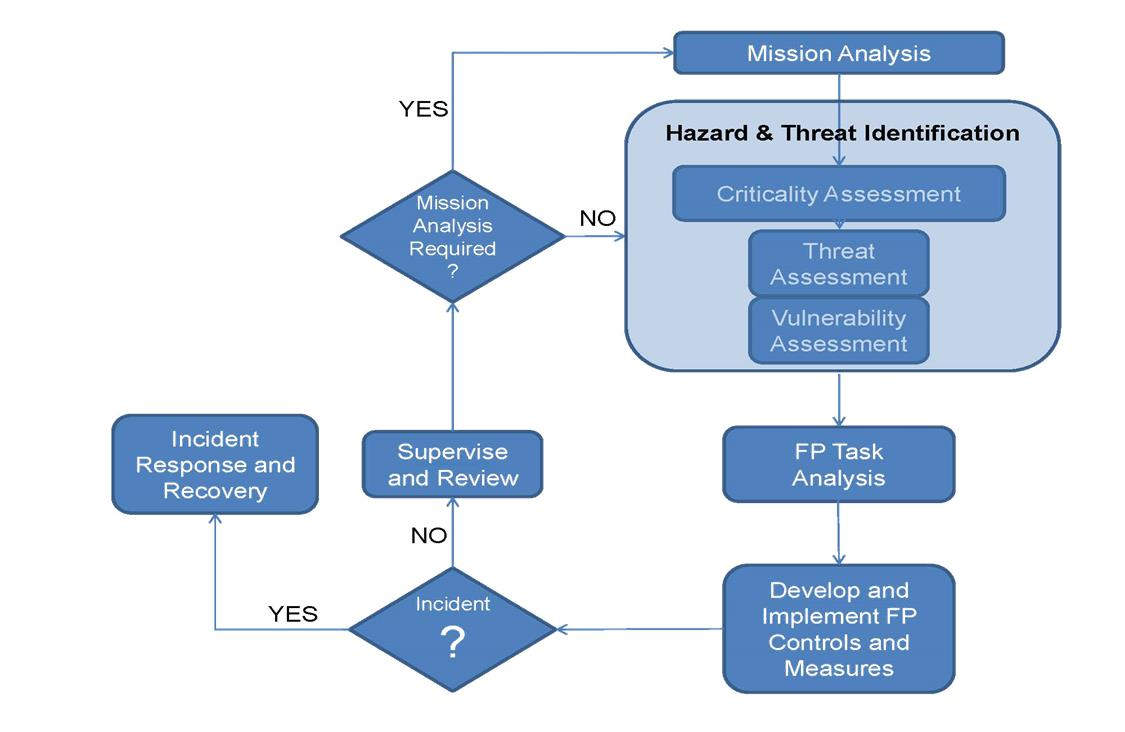 Mission Analysis
YES
Hazard & Threat Identification
Criticality Assessment
Mission
Analysis
Required
?
NO
Threat
Assessment
Vulnerability
Assessment
Incident
Response and
Recovery
Supervise
and Review
FP Task
Analysis
NO
Incident
?
YES
Develop and
Implement FP
Controls and
Measures